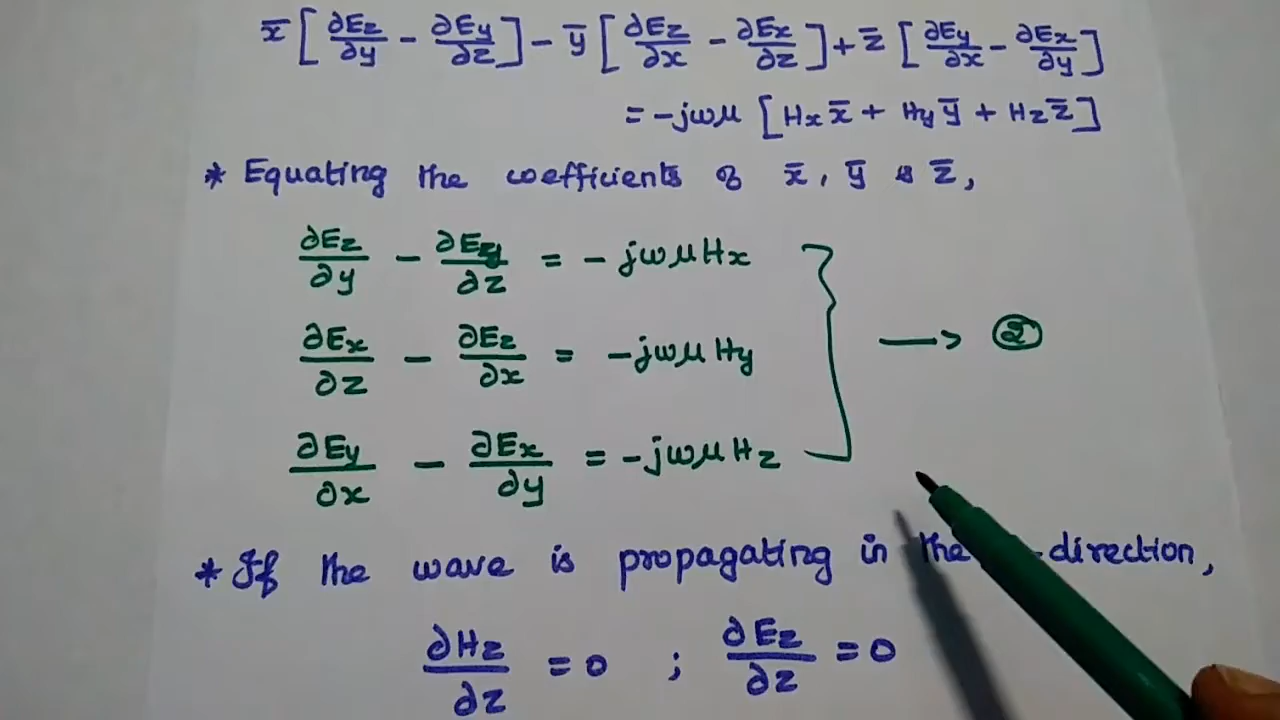 x̄ [ ∂Ez/∂y - ∂Ey/∂z ] - ȳ [ ∂Ez/∂x - ∂Ex/∂z ] + z̄ [ ∂Ey/∂x - ∂Ex/∂y ]
= -jωμ [ Hx x̄ + Hy ȳ + Hz z̄ ]
* Equating the coefficients of x̄, ȳ & z̄,
∂Ez/∂y - ∂Ey/∂z = -jωμHx
∂Ex/∂z - ∂Ez/∂x = -jωμHy → ②
∂Ey/∂x - ∂Ex/∂y = -jωμHz
* If the wave is propagating in the -direction,
∂Hz/∂z = 0 ; ∂Ez/∂z = 0